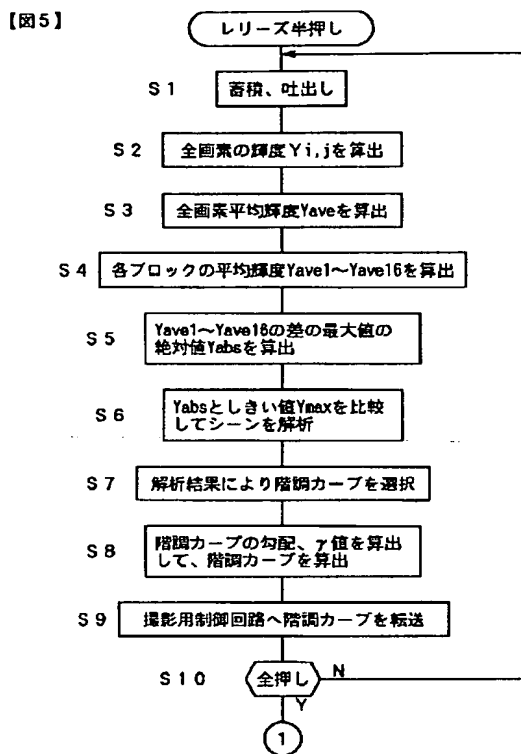 【図5】
レリーズ半押し
S1 蓄積、吐出し
S2 全画素の輝度Yi,jを算出
S3 全画素平均輝度Yaveを算出
S4 各ブロックの平均輝度Yave1~Yave16を算出
S5 Yave1~Yave16の差の最大値の
絶対値Yabsを算出
S6 Yabsとしきい値Ymaxを比較
してシーンを解析
S7 解析結果により階調カーブを選択
S8 階調カーブの勾配、γ値を算出
して、階調カーブを算出
S9 撮影用制御回路へ階調カーブを転送
S10 全押し N
Y
1